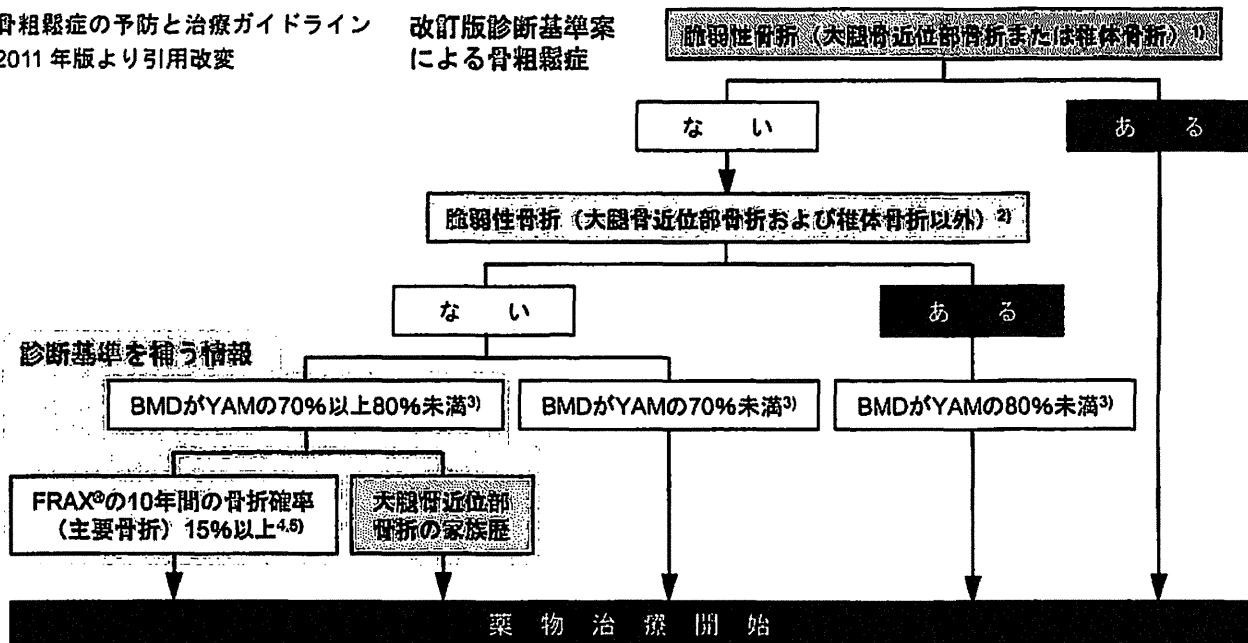 骨粗鬆症の予防と治療ガイドライン
2011年版より引用改変
改訂版診断基準案
による骨粗鬆症
脆弱性骨折(大腿骨近位部骨折または椎体骨折)1)
ない
ある
脆弱性骨折(大腿骨近位部骨折および椎体骨折以外)2)
ない
ある
診断基準を補う情報
BMDがYAMの70%以上80%未満3)
BMDがYAMの70%未満3)
BMDがYAMの80%未満3)
FRAX®の10年間の骨折確率
(主要骨折)15%以上4,5)
大腿骨近位部
骨折の家族歴
薬物治療開始